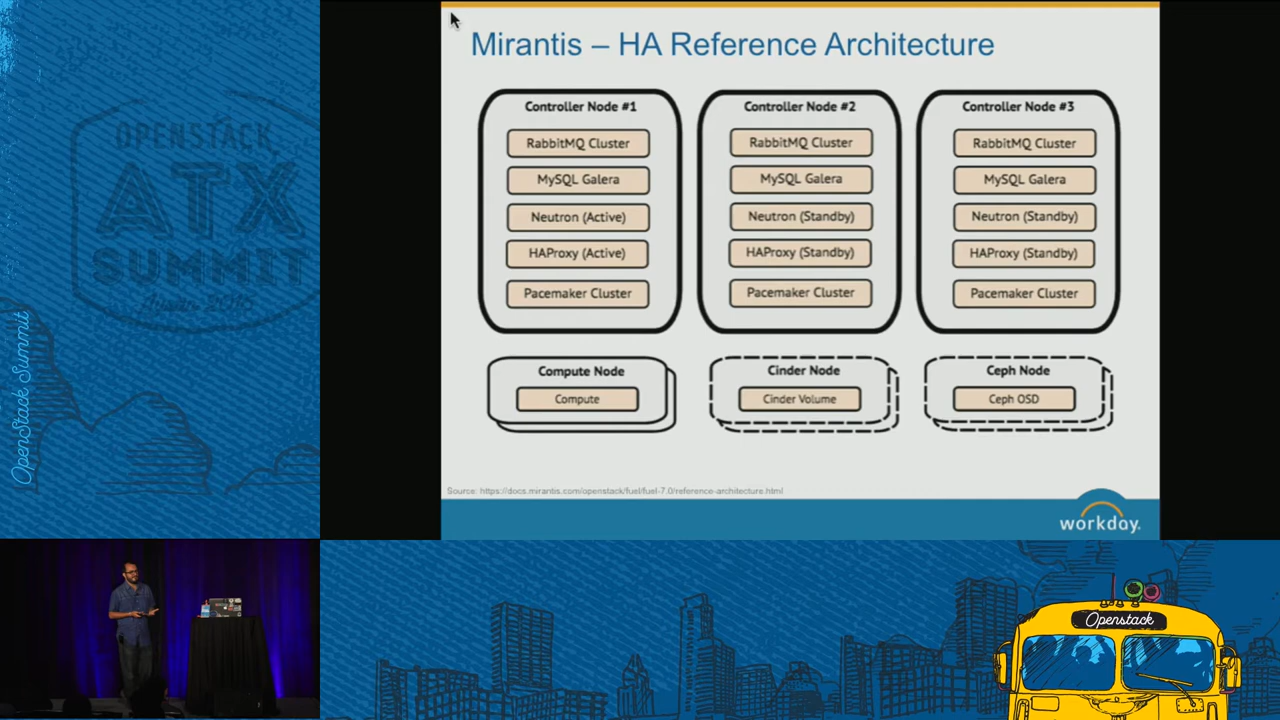 Mirantis – HA Reference Architecture
Controller Node #1
RabbitMQ Cluster
MySQL Galera
Neutron (Active)
HAProxy (Active)
Pacemaker Cluster
Controller Node #2
RabbitMQ Cluster
MySQL Galera
Neutron (Standby)
HAProxy (Standby)
Pacemaker Cluster
Controller Node #3
RabbitMQ Cluster
MySQL Galera
Neutron (Standby)
HAProxy (Standby)
Pacemaker Cluster
Compute Node
Compute
Cinder Node
Cinder Volume
Ceph Node
Ceph OSD
Source: https://docs.mirantis.com/openstack/fuel/fuel-7.0/reference-architecture.html
workday.
OPENSTACK
ATX
SUMMIT
OpenStack Summit
Openstack